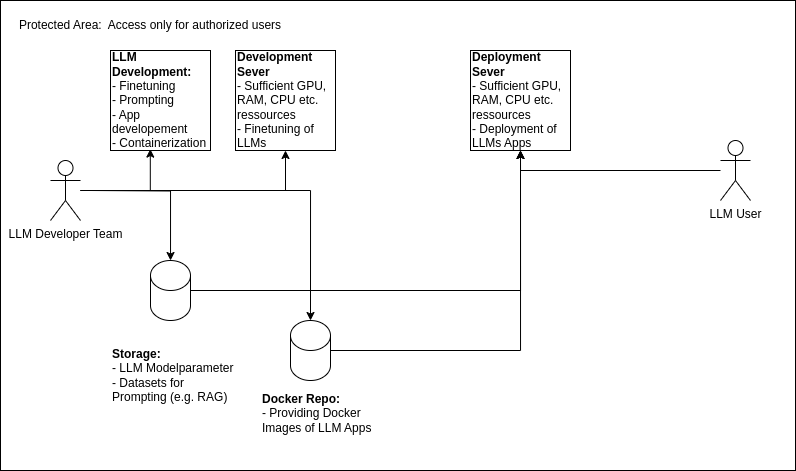 Protected Area:  Access only for authorized users
LLM
Development:
- Finetuning
- Prompting
- App
developement
- Containerization
Development
Sever
- Sufficient GPU,
RAM, CPU etc.
ressources
- Finetuning of
LLMs
Deployment
Sever
- Sufficient GPU,
RAM, CPU etc.
ressources
- Deployment of
LLMs Apps
LLM Developer Team
LLM User
Storage:
- LLM Modelparameter
- Datasets for
Prompting (e.g. RAG)
Docker Repo:
- Providing Docker
Images of LLM Apps